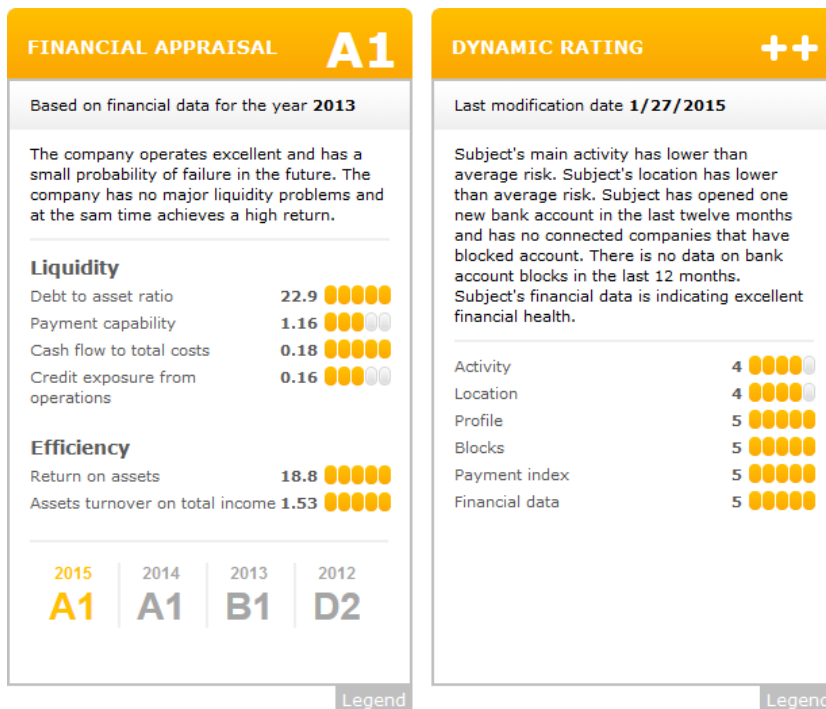 FINANCIAL APPRAISAL A1
Based on financial data for the year 2013
The company operates excellent and has a
small probability of failure in the future. The
company has no major liquidity problems and
at the sam time achieves a high return.
Liquidity
Debt to asset ratio 22.9
Payment capability 1.16
Cash flow to total costs 0.18
Credit exposure from 0.16
operations
Efficiency
Return on assets 18.8
Assets turnover on total income 1.53
2015 2014 2013 2012
A1 A1 B1 D2
Legend
DYNAMIC RATING ++
Last modification date 1/27/2015
Subject's main activity has lower than
average risk. Subject's location has lower
than average risk. Subject has opened one
new bank account in the last twelve months
and has no connected companies that have
blocked account. There is no data on bank
account blocks in the last 12 months.
Subject's financial data is indicating excellent
financial health.
Activity 4
Location 4
Profile 5
Blocks 5
Payment index 5
Financial data 5
Legend